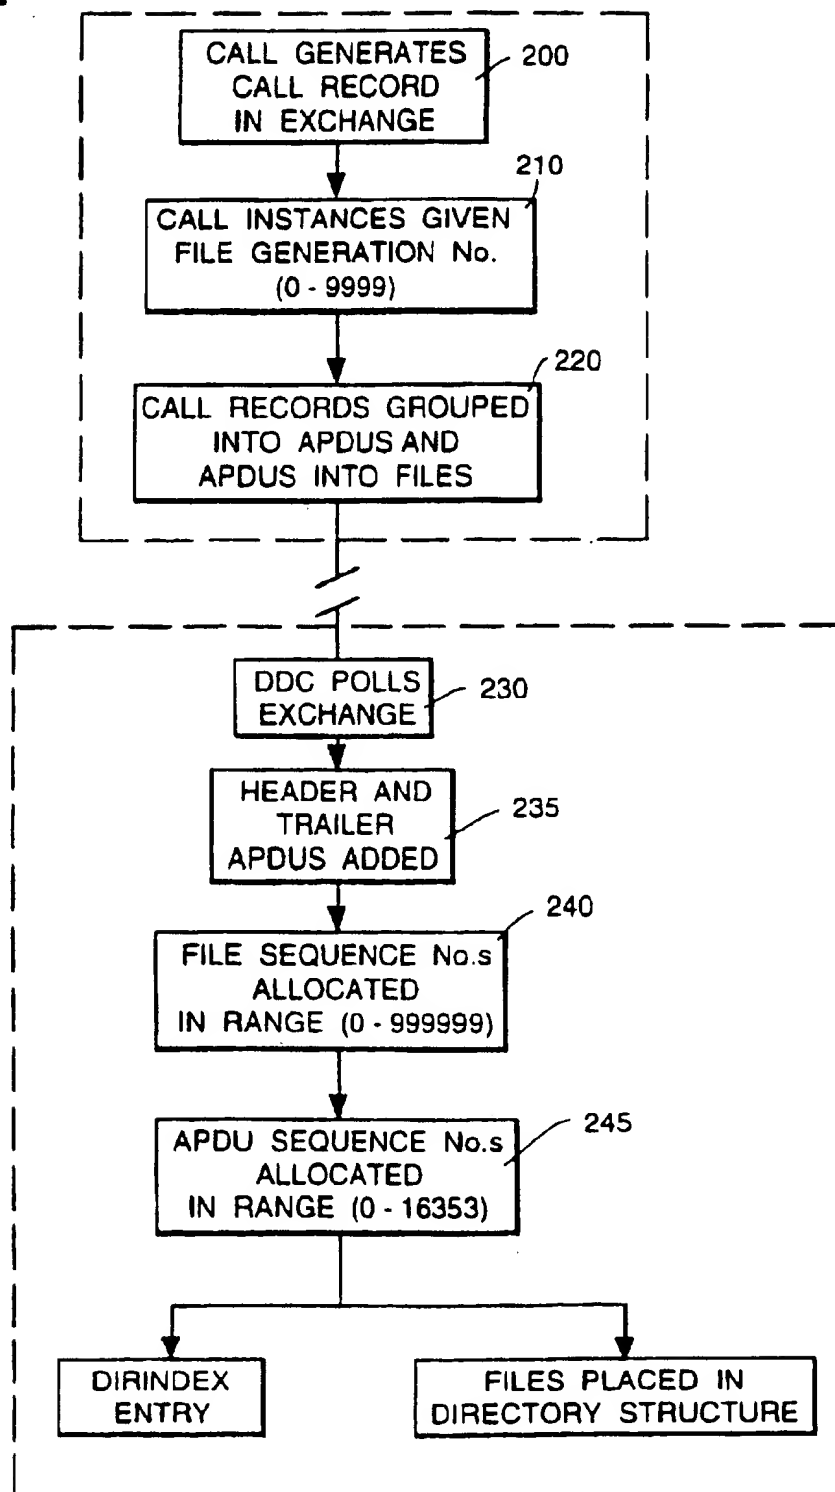 CALL GENERATES
CALL RECORD
IN EXCHANGE
200
210
CALL INSTANCES GIVEN
FILE GENERATION No.
(0 - 9999)
220
CALL RECORDS GROUPED
INTO APDUS AND
APDUS INTO FILES
DDC POLLS
EXCHANGE
230
HEADER AND
TRAILER
APDUS ADDED
235
240
FILE SEQUENCE No.s
ALLOCATED
IN RANGE (0 - 999999)
245
APDU SEQUENCE No.s
ALLOCATED
IN RANGE (0 - 16353)
DIRINDEX
ENTRY
FILES PLACED IN
DIRECTORY STRUCTURE